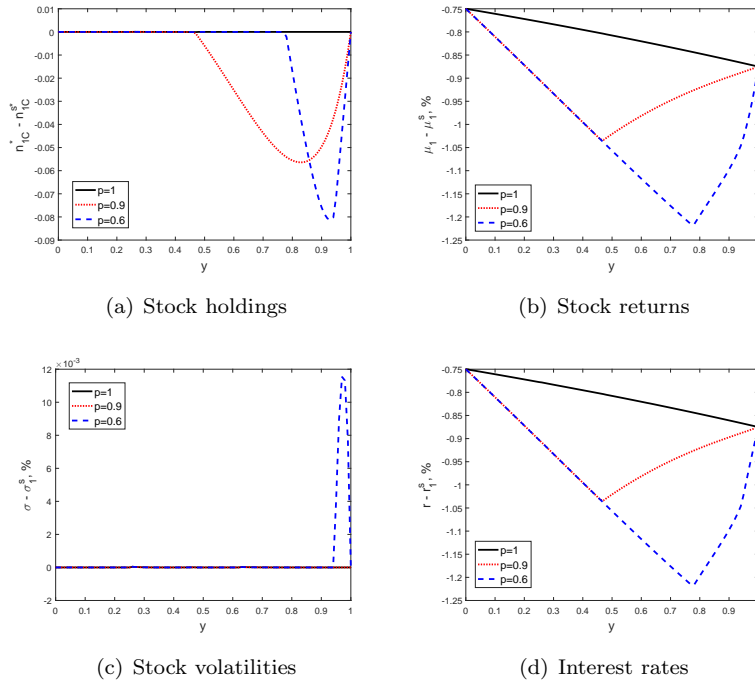 0.01
0
-0.01
-0.02
-0.03
-0.04
-0.05
-0.06
-0.07
-0.08
-0.09
n*1C - ns*1C
p=1
p=0.9
p=0.6
0 0.1 0.2 0.3 0.4 0.5 0.6 0.7 0.8 0.9 1
y
(a) Stock holdings
-0.75
-0.8
-0.85
-0.9
-0.95
-1
-1.05
-1.1
-1.15
-1.2
-1.25
μ1 - μs1, %
p=1
p=0.9
p=0.6
0 0.1 0.2 0.3 0.4 0.5 0.6 0.7 0.8 0.9
y
(b) Stock returns
×10-3
12
10
8
6
4
2
0
-2
σ - σs1, %
p=1
p=0.9
p=0.6
0 0.1 0.2 0.3 0.4 0.5 0.6 0.7 0.8 0.9 1
y
(c) Stock volatilities
-0.75
-0.8
-0.85
-0.9
-0.95
-1
-1.05
-1.1
-1.15
-1.2
-1.25
r - rs1, %
p=1
p=0.9
p=0.6
0 0.1 0.2 0.3 0.4 0.5 0.6 0.7 0.8 0.9
y
(d) Interest rates